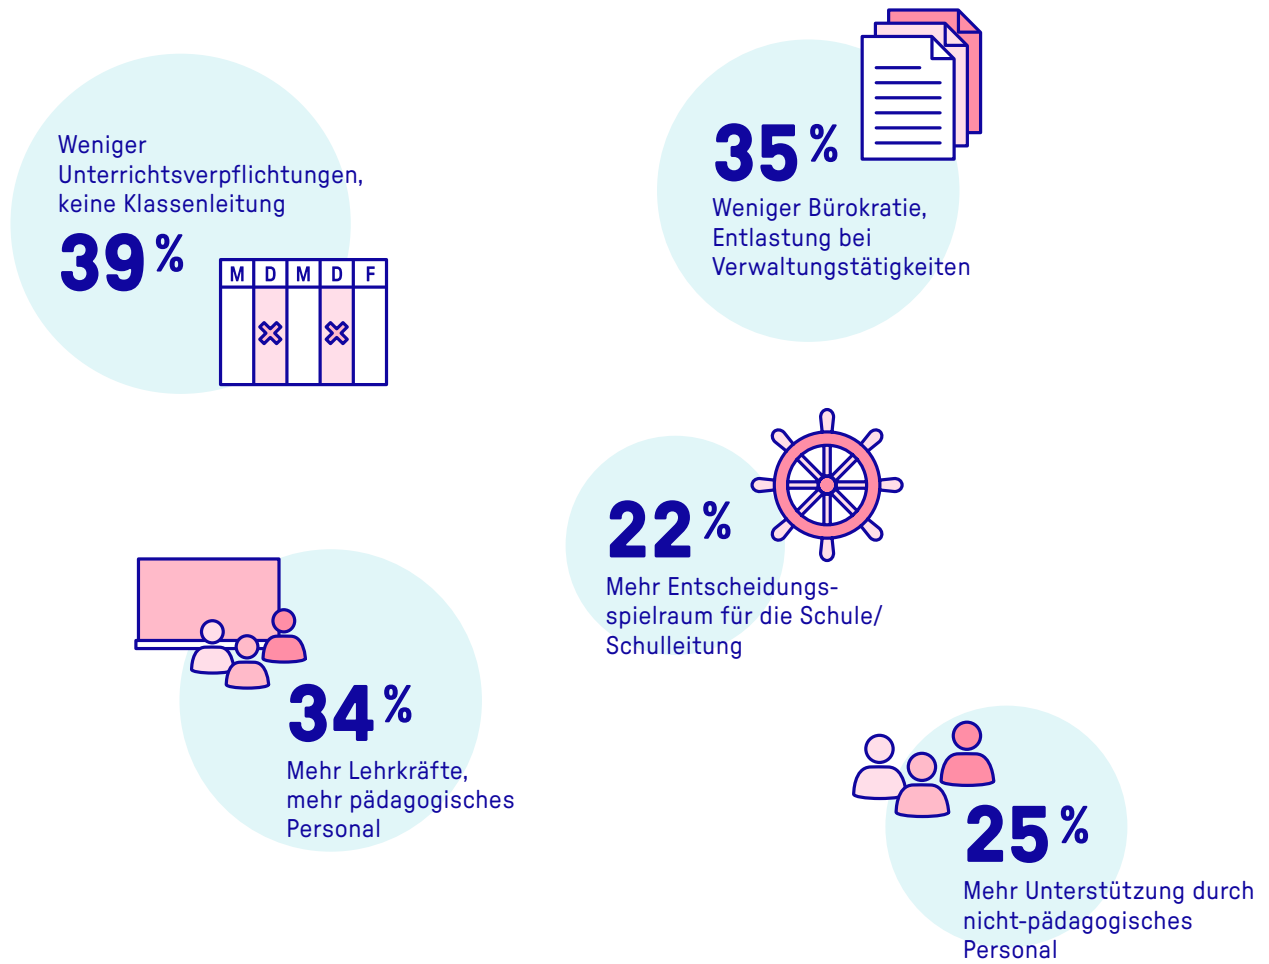 Weniger
Unterrichtsverpflichtungen,
keine Klassenleitung
39 %
M D M D F
35 %
Weniger Bürokratie,
Entlastung bei
Verwaltungstätigkeiten
22 %
Mehr Entscheidungs-
spielraum für die Schule/
Schulleitung
34 %
Mehr Lehrkräfte,
mehr pädagogisches
Personal
25 %
Mehr Unterstützung durch
nicht-pädagogisches
Personal